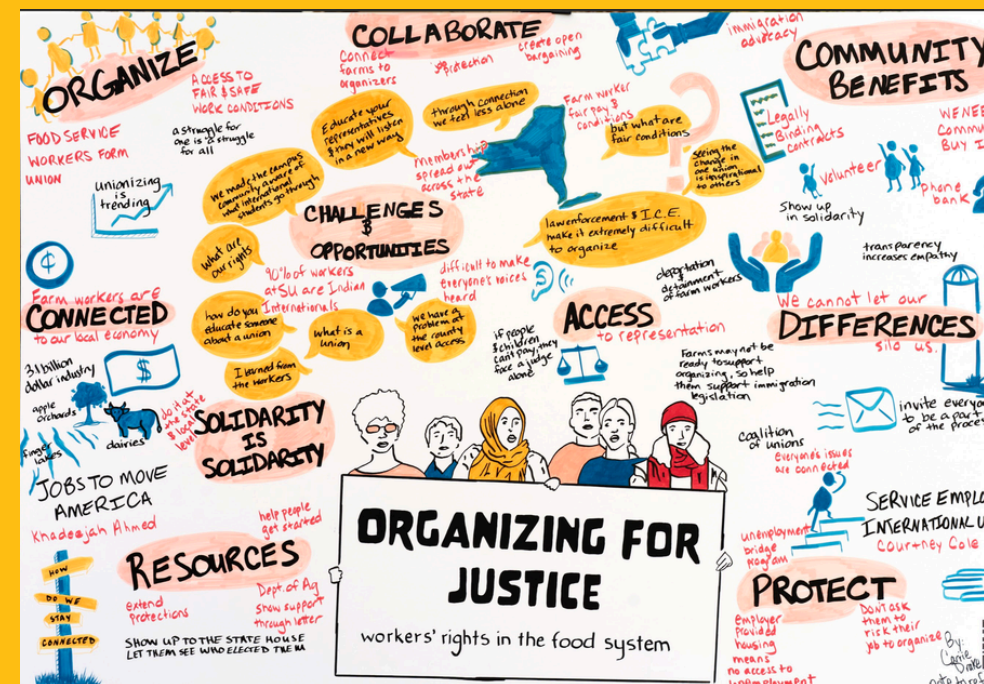 ORGANIZE
FOOD SERVICE
WORKERS FORM
UNION
ACCESS TO
FAIR & SAFE
WORK CONDITIONS
a struggle for
one is a struggle
for all
unionizing
is
trending
COLLABORATE
Connect
farms to
organizers
protection
create open
bargaining
immigration
advocacy
COMMUNITY
BENEFITS
Educate your
representatives
& they will listen
in a new way
through connection
we feel less alone
Farm worker
fair pay &
conditions
but what are
fair conditions
Legally
Binding
Contracts
WE NEED
Commu
Buy I
we made the campus
community aware of
what international
students go through
membership
spread out
across the
state
seeing the
change in
one union
is inspirational
to others
Volunteer
phone
bank
Show up
in solidarity
CHALLENGES
&
OPPORTUNITIES
law enforcement & I.C.E.
make it extremely difficult
to organize
what are
our rights
90% of workers
at SU are Indian
Internationals
difficult to make
everyone's voices
heard
deportation
&
detainment
of farm workers
transparency
increases empathy
¢
Farm workers are
CONNECTED
to our local economy
how do you
educate someone
about a union
what is a
union
we have a
problem at
the county
level access
if people
& children
can't pay, they
face a judge
alone
ACCESS
to representation
We cannot let our
DIFFERENCES
silo us.
3.1 billion
dollar industry
$
apple
orchards
finger
lakes
dairies
I learned from
the workers
do it at
the state
& local
level
SOLIDARITY
IS
SOLIDARITY
Farms may not be
ready to support
organizing, so help
them support immigration
legislation
invite everyo
to be a part
of the proces
Coalition
of unions
everyone's issues
are connected
JOBS TO MOVE
AMERICA
Khadeejah Ahmed
help people
get started
RESOURCES
extend
protections
Dept. of Ag
show support
through letter
SHOW UP TO THE STATE HOUSE
LET THEM SEE WHO ELECTED THEM
HOW
DO WE
STAY
CONNECTED
ORGANIZING FOR
JUSTICE
workers' rights in the food system
SERVICE EMPLO
INTERNATIONAL U
Courtney Cole
unemployment
bridge
program
PROTECT
employer
provided
housing
means
no access to
unemployment
Don't ask
them to
risk their
job to organize
By: